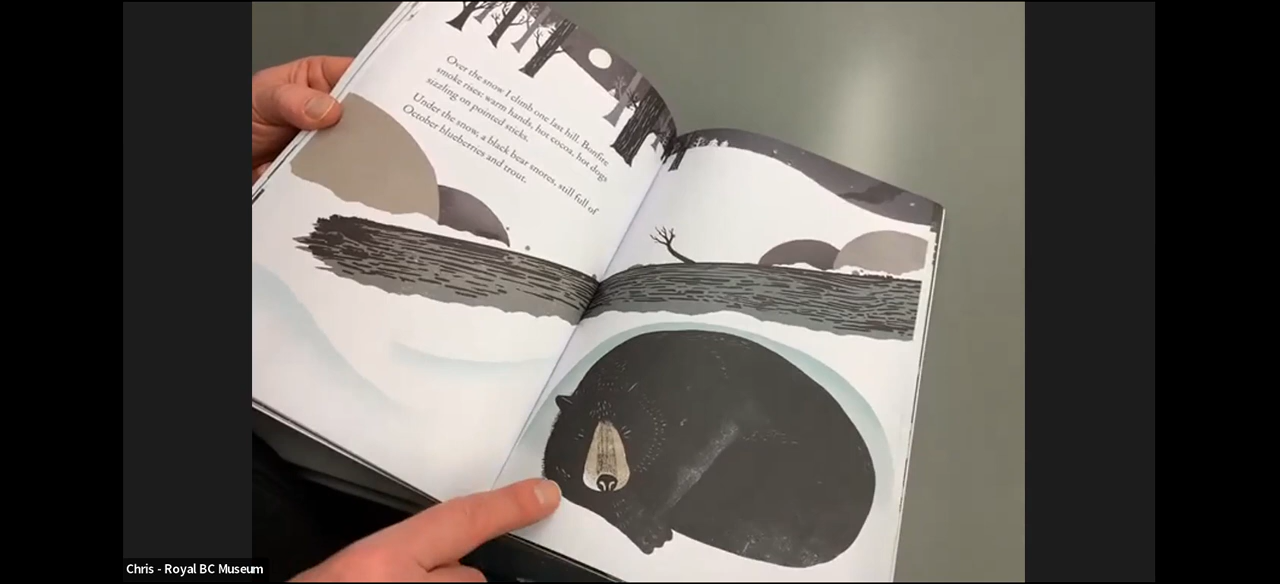 Over the snow I climb one last hill. Bonfire
smoke rises; warm hands, hot cocoa, hot dogs
sizzling on pointed sticks.
Under the snow, a black bear snores, still full of
October blueberries and trout.
Chris - Royal BC Museum